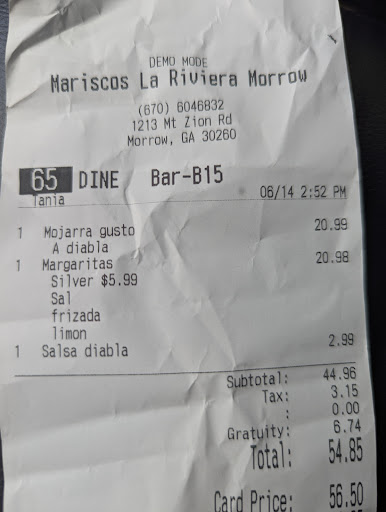 DEMO MODE
Mariscos La Riviera Morrow
(670) 6046832
1213 Mt Zion Rd
Morrow, GA 30260
65 DINE Bar-B15
Tania 06/14 2:52 PM
1 Mojarra gusto 20.99
A diabla
1 Margaritas 20.98
Silver $5.99
Sal
frizada
limon
1 Salsa diabla 2.99
Subtotal: 44.96
Tax: 3.15
: 0.00
Gratuity: 6.74
Total: 54.85
Card Price: 56.50